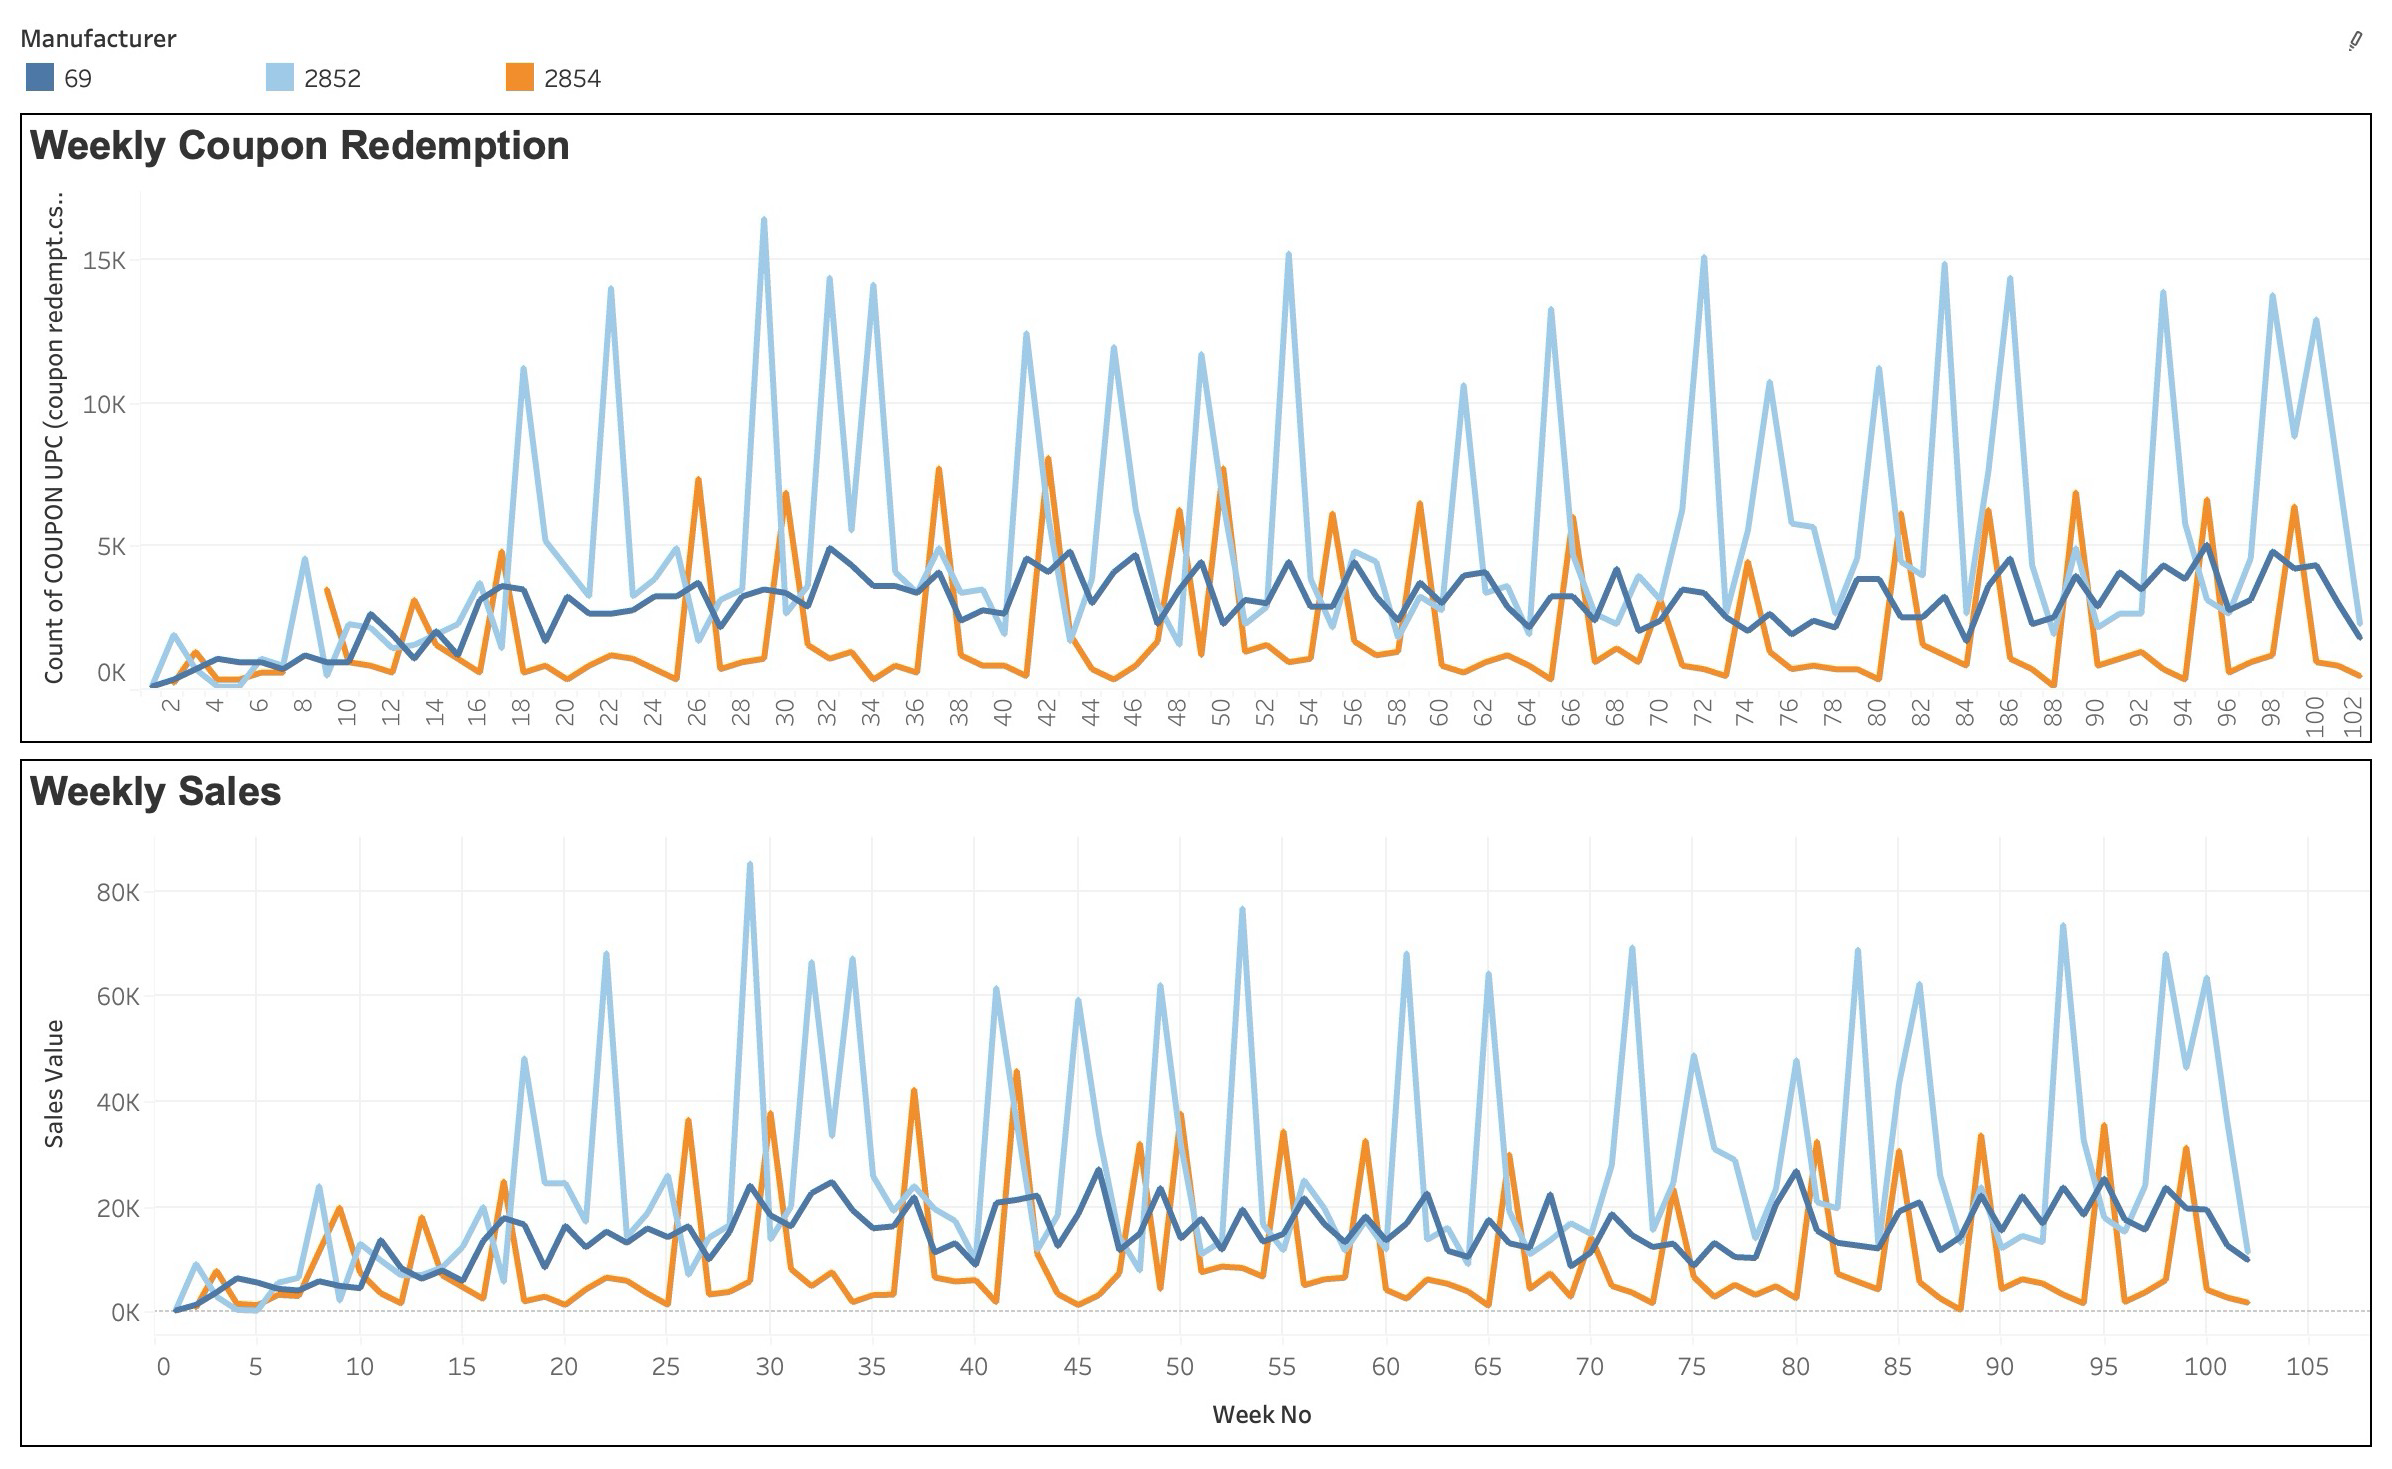 Manufacturer
69 2852 2854
Weekly Coupon Redemption
Count of COUPON UPC (coupon redempt.cs..
15K
10K
5K
0K
2 4 6 8 10 12 14 16 18 20 22 24 26 28 30 32 34 36 38 40 42 44 46 48 50 52 54 56 58 60 62 64 66 68 70 72 74 76 78 80 82 84 86 88 90 92 94 96 98 100 102
Weekly Sales
Sales Value
80K
60K
40K
20K
0K
0 5 10 15 20 25 30 35 40 45 50 55 60 65 70 75 80 85 90 95 100 105
Week No